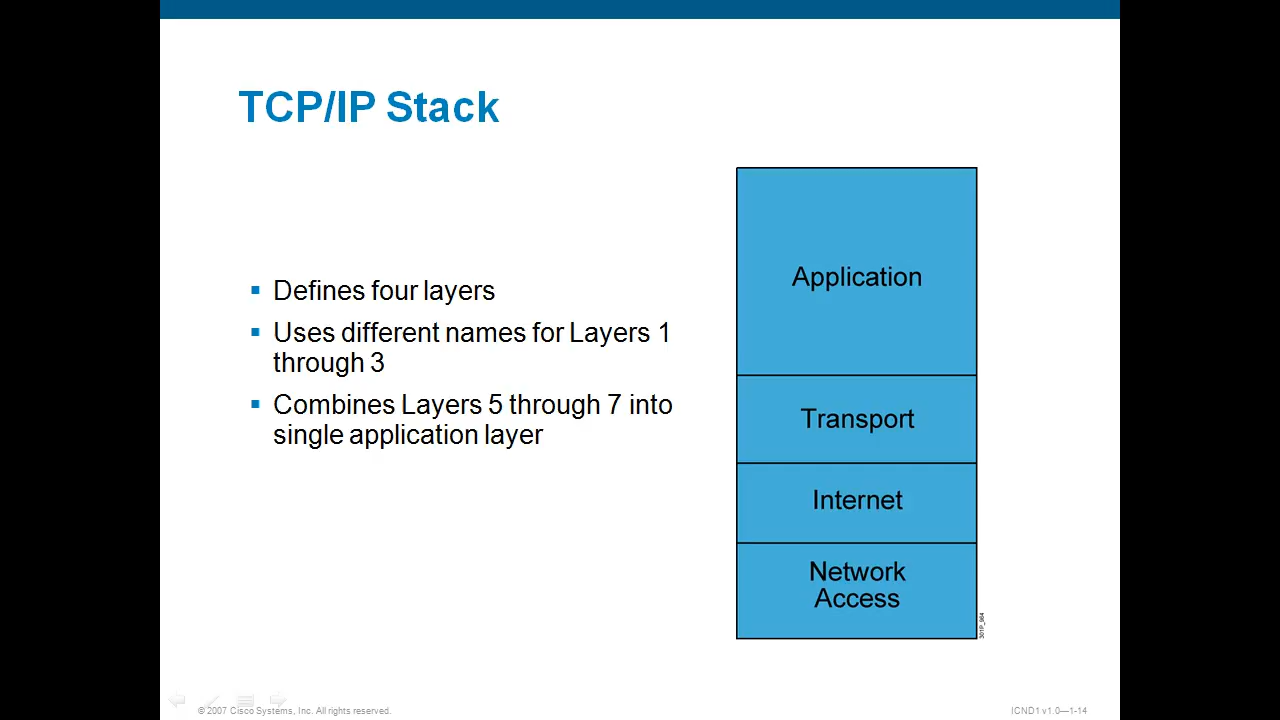 TCP/IP Stack
Defines four layers
Uses different names for Layers 1
through 3
Combines Layers 5 through 7 into
single application layer
Application
Transport
Internet
Network
Access
301P_964
© 2007 Cisco Systems, Inc. All rights reserved.
ICND1 v1.0—1-14